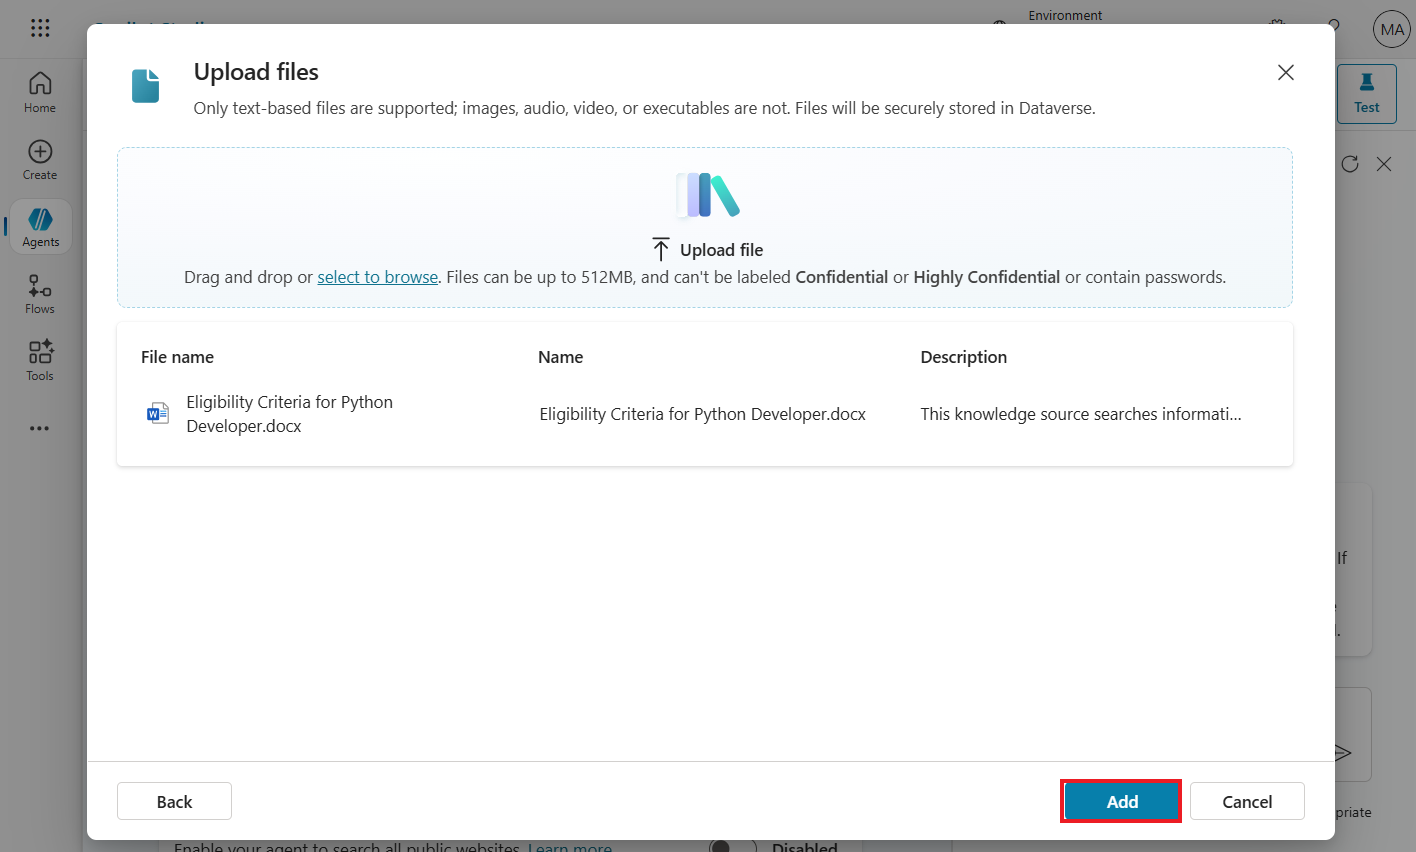 Environment
MA
Home
Create
Agents
Flows
Tools
Test
Upload files
Only text-based files are supported; images, audio, video, or executables are not. Files will be securely stored in Dataverse.
Upload file
Drag and drop or select to browse. Files can be up to 512MB, and can't be labeled Confidential or Highly Confidential or contain passwords.
File name
Name
Description
W
Eligibility Criteria for Python
Developer.docx
Eligibility Criteria for Python Developer.docx
This knowledge source searches informati...
If
Back
Add
Cancel
priate
Enable your agent to search all public websites. Learn more
Disabled